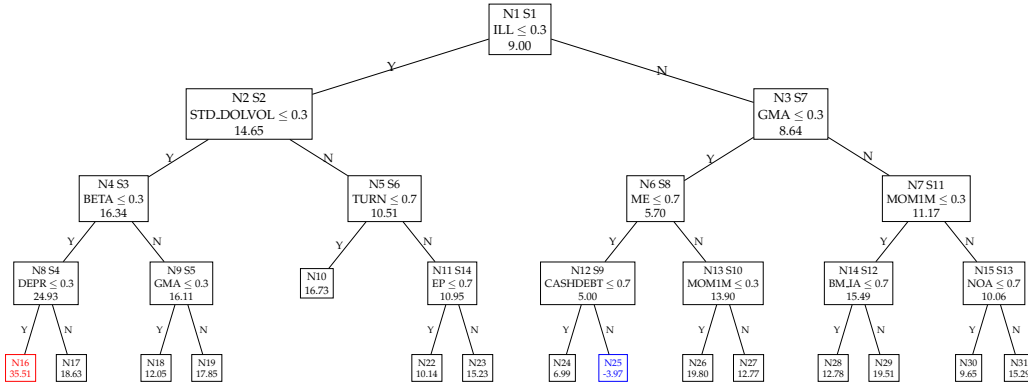 N1 S1
ILL ≤ 0.3
9.00
Y
N
N2 S2
STD_DOLVOL ≤ 0.3
14.65
N3 S7
GMA ≤ 0.3
8.64
Y
N
Y
N
N4 S3
BETA ≤ 0.3
16.34
N5 S6
TURN ≤ 0.7
10.51
N6 S8
ME ≤ 0.7
5.70
N7 S11
MOM1M ≤ 0.3
11.17
Y
N
Y
N
Y
N
Y
N
N8 S4
DEPR ≤ 0.3
24.93
N9 S5
GMA ≤ 0.3
16.11
N10
16.73
N11 S14
EP ≤ 0.7
10.95
N12 S9
CASHDEBT ≤ 0.7
5.00
N13 S10
MOM1M ≤ 0.3
13.90
N14 S12
BM_IA ≤ 0.7
15.49
N15 S13
NOA ≤ 0.7
10.06
Y
N
Y
N
Y
N
Y
N
Y
N
Y
N
Y
N
N16
35.51
N17
18.63
N18
12.05
N19
17.85
N22
10.14
N23
15.23
N24
6.99
N25
-3.97
N26
19.80
N27
12.77
N28
12.78
N29
19.51
N30
9.65
N31
15.29